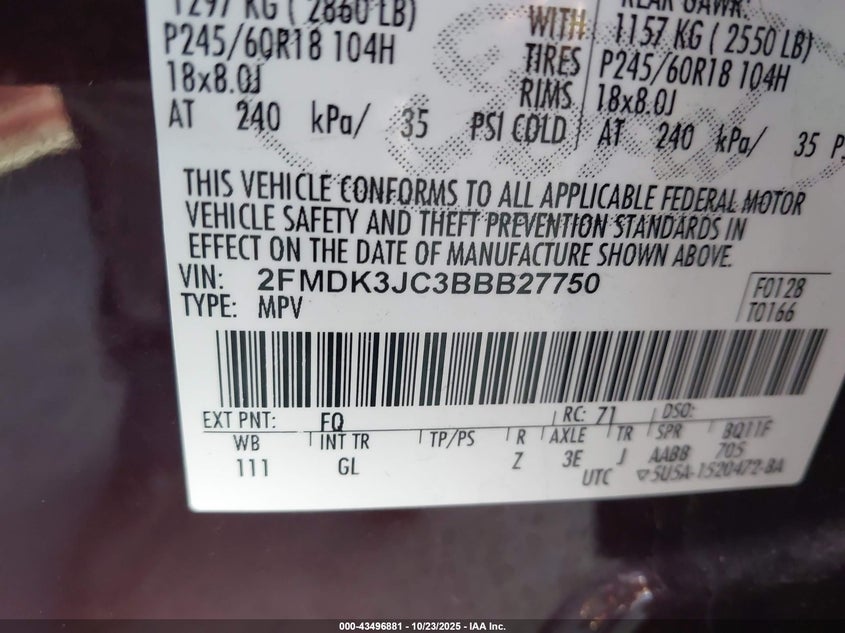 1297 KG ( 2860 LB)
P245/60R18 104H
18x8.0J
AT 240 kPa/ 35 PSI COLD
WITH
TIRES
RIMS
REAR GAWR:
1157 KG ( 2550 LB)
P245/60R18 104H
18x8.0J
AT 240 kPa/ 35 P
THIS VEHICLE CONFORMS TO ALL APPLICABLE FEDERAL MOTOR
VEHICLE SAFETY AND THEFT PREVENTION STANDARDS IN
EFFECT ON THE DATE OF MANUFACTURE SHOWN ABOVE.
VIN: 2FMDK3JC3BBB27750
TYPE: MPV
F0128
T0166
EXT PNT: FQ RC: 71 DSO:
WB INT TR TP/PS R AXLE TR SPR BQ11F
111 GL Z 3E J AABB 705
UTC ▽5U5A-1520472-BA
000-43496881 - 10/23/2025 - IAA Inc.